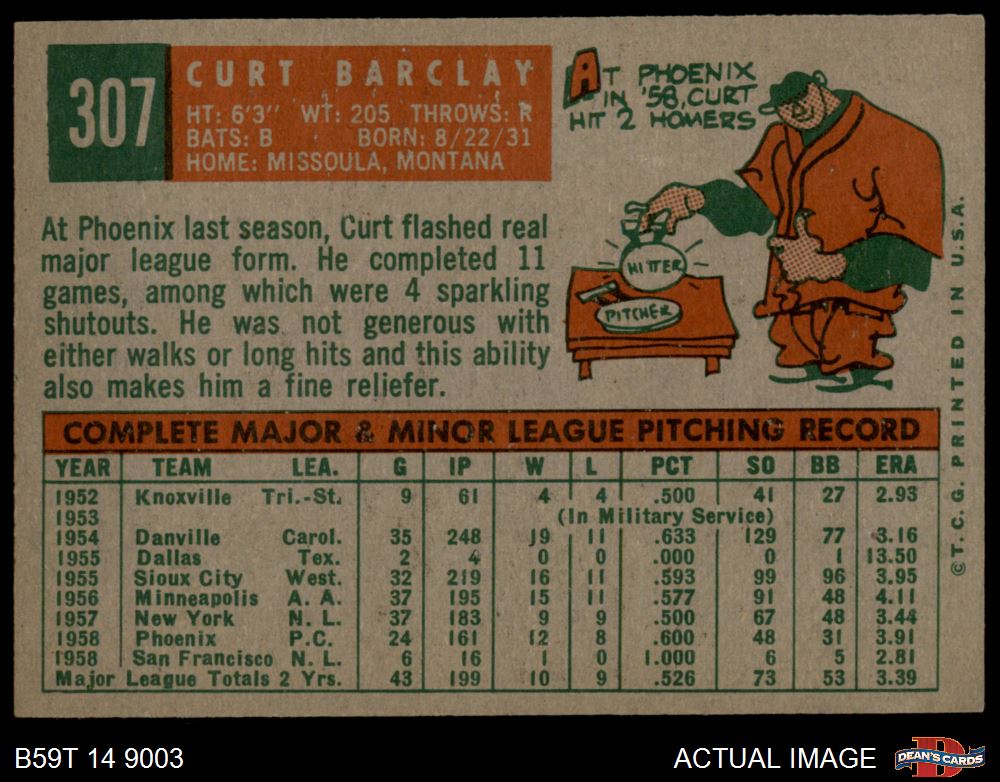 307
CURT BARCLAY
HT: 6'3" WT: 205 THROWS: R
BATS: B BORN: 8/22/31
HOME: MISSOULA, MONTANA
AT PHOENIX
IN '58, CURT
HIT 2 HOMERS
HITTER
PITCHER
At Phoenix last season, Curt flashed real
major league form. He completed 11
games, among which were 4 sparkling
shutouts. He was not generous with
either walks or long hits and this ability
also makes him a fine reliefer.
COMPLETE MAJOR & MINOR LEAGUE PITCHING RECORD
YEAR TEAM LEA. G IP W L PCT SO BB ERA
1952 Knoxville Tri.-St. 9 61 4 4 .500 41 27 2.93
1953 (In Military Service)
1954 Danville Carol. 35 248 19 11 .633 129 77 3.16
1955 Dallas Tex. 2 4 0 0 .000 0 1 13.50
1955 Sioux City West. 32 219 16 11 .593 99 96 3.95
1956 Minneapolis A. A. 37 195 15 11 .577 91 48 4.11
1957 New York N. L. 37 183 9 9 .500 67 48 3.44
1958 Phoenix P.C. 24 161 12 8 .600 48 31 3.91
1958 San Francisco N. L. 6 16 1 0 1.000 6 5 2.81
Major League Totals 2 Yrs. 43 199 10 9 .526 73 53 3.39
©T.C.G. PRINTED IN U.S.A.
B59T 14 9003
ACTUAL IMAGE
D
DEAN'S CARDS